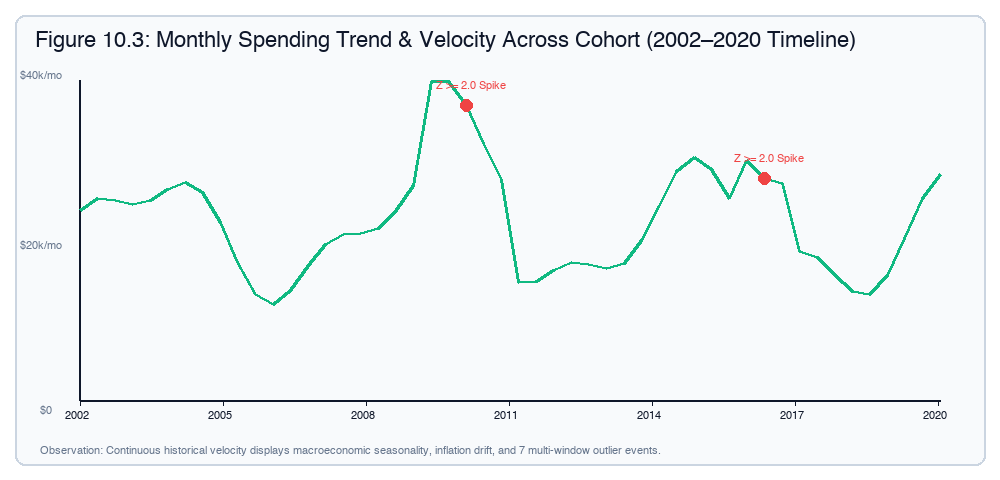 Figure 10.3: Monthly Spending Trend & Velocity Across Cohort (2002–2020 Timeline)
$40k/mo
Z >= 2.0 Spike
Z >= 2.0 Spike
$20k/mo
$0
2002 2005 2008 2011 2014 2017 2020
Observation: Continuous historical velocity displays macroeconomic seasonality, inflation drift, and 7 multi-window outlier events.